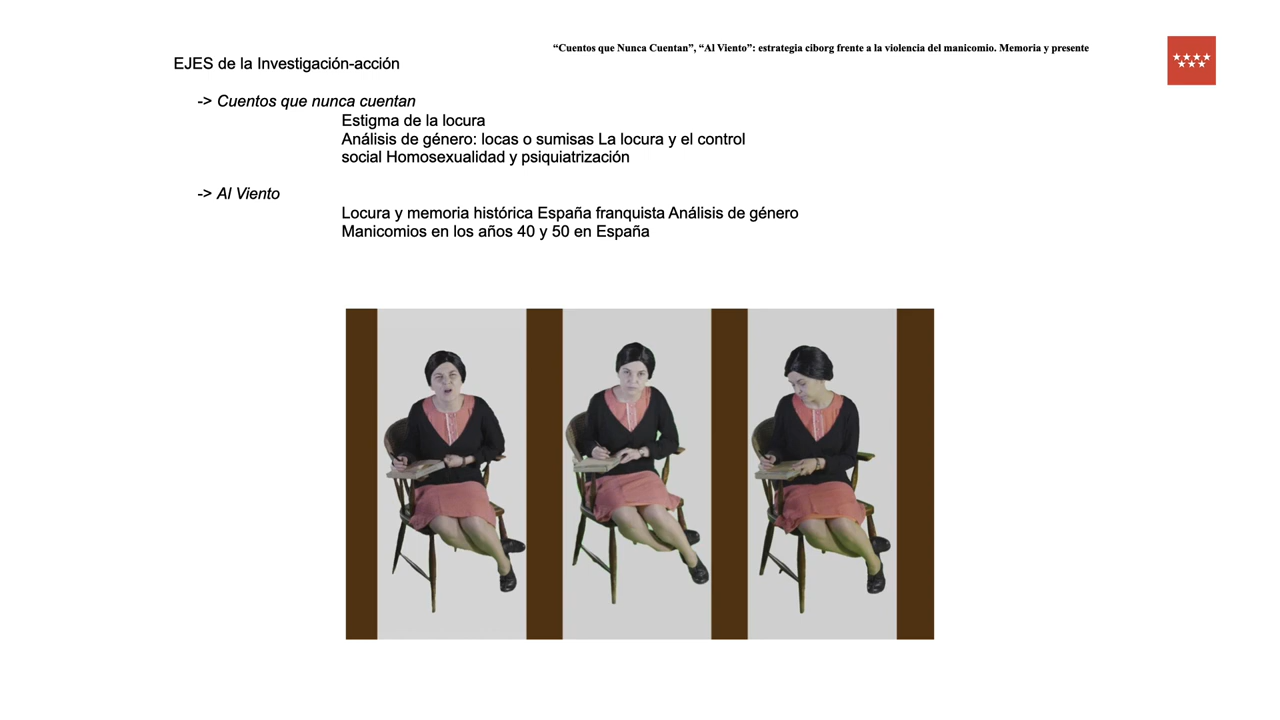 “Cuentos que Nunca Cuentan”, “Al Viento”: estrategia ciborg frente a la violencia del manicomio. Memoria y presente
EJES de la Investigación-acción
-> Cuentos que nunca cuentan
Estigma de la locura
Análisis de género: locas o sumisas La locura y el control
social Homosexualidad y psiquiatrización
-> Al Viento
Locura y memoria histórica España franquista Análisis de género
Manicomios en los años 40 y 50 en España